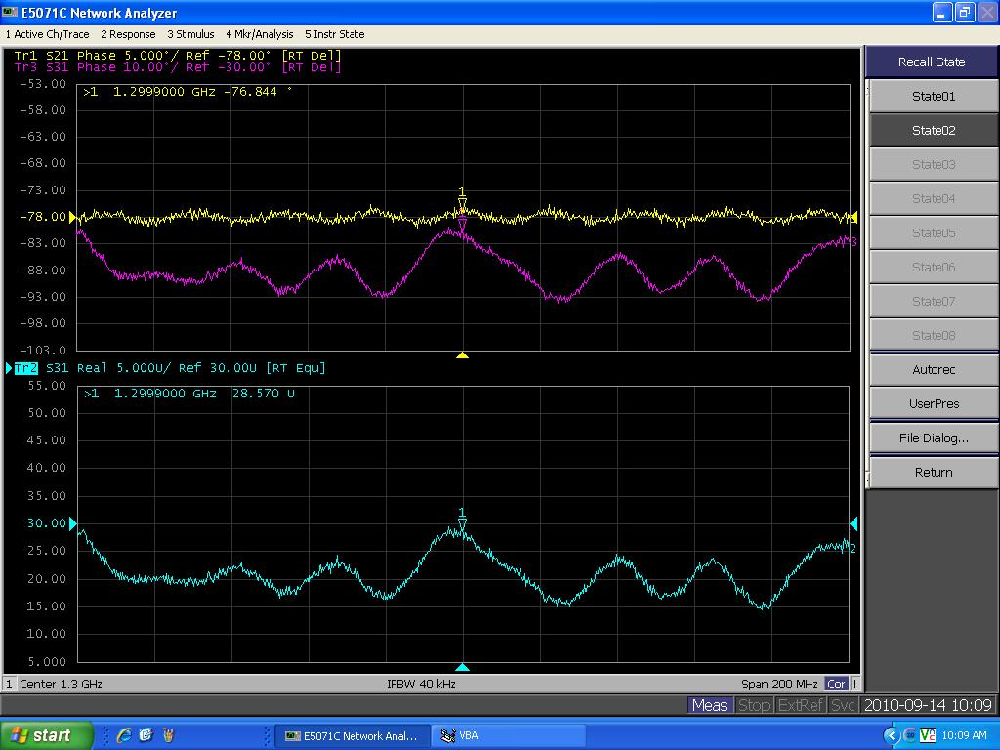 E5071C Network Analyzer
1 Active Ch/Trace 2 Response 3 Stimulus 4 Mkr/Analysis 5 Instr State
Tr1 S21 Phase 5.000°/ Ref -78.00° [RT Del]
Tr3 S31 Phase 10.00°/ Ref -30.00° [RT Del]
-53.00
>1 1.2999000 GHz -76.844 °
-58.00
-63.00
-68.00
-73.00
1
-78.00
-83.00
3
-88.00
-93.00
-98.00
-103.0
Tr2 S31 Real 5.000U/ Ref 30.00U [RT Equ]
55.00
>1 1.2999000 GHz 28.570 U
50.00
45.00
40.00
35.00
1
30.00
25.00
2
20.00
15.00
10.00
5.000
1 Center 1.3 GHz IFBW 40 kHz Span 200 MHz Cor !
Recall State
State01
State02
State03
State04
State05
State06
State07
State08
Autorec
UserPres
File Dialog...
Return
Meas Stop ExtRef Svc 2010-09-14 10:09
start E5071C Network Anal... VBA 10:09 AM